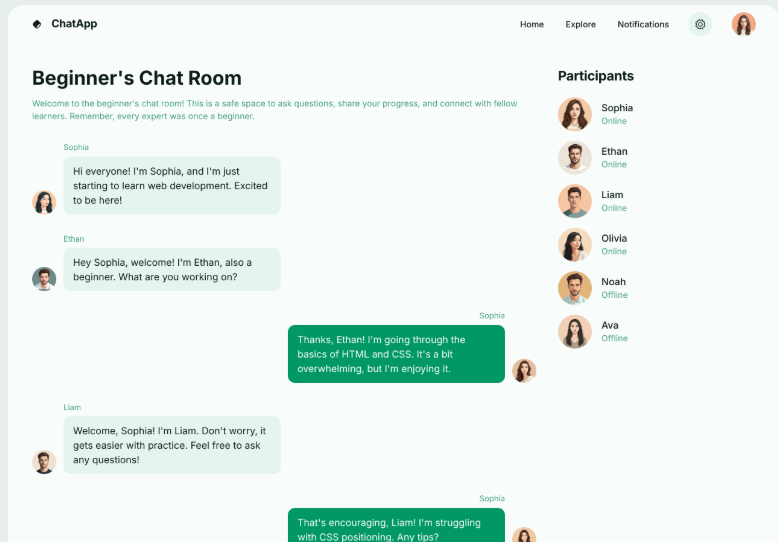 ChatApp
Home
Explore
Notifications
Beginner's Chat Room
Welcome to the beginner's chat room! This is a safe space to ask questions, share your progress, and connect with fellow
learners. Remember, every expert was once a beginner.
Sophia
Hi everyone! I'm Sophia, and I'm just
starting to learn web development. Excited
to be here!
Ethan
Hey Sophia, welcome! I'm Ethan, also a
beginner. What are you working on?
Sophia
Thanks, Ethan! I'm going through the
basics of HTML and CSS. It's a bit
overwhelming, but I'm enjoying it.
Liam
Welcome, Sophia! I'm Liam. Don't worry, it
gets easier with practice. Feel free to ask
any questions!
Sophia
That's encouraging, Liam! I'm struggling
with CSS positioning. Any tips?
Participants
Sophia
Online
Ethan
Online
Liam
Online
Olivia
Online
Noah
Offline
Ava
Offline